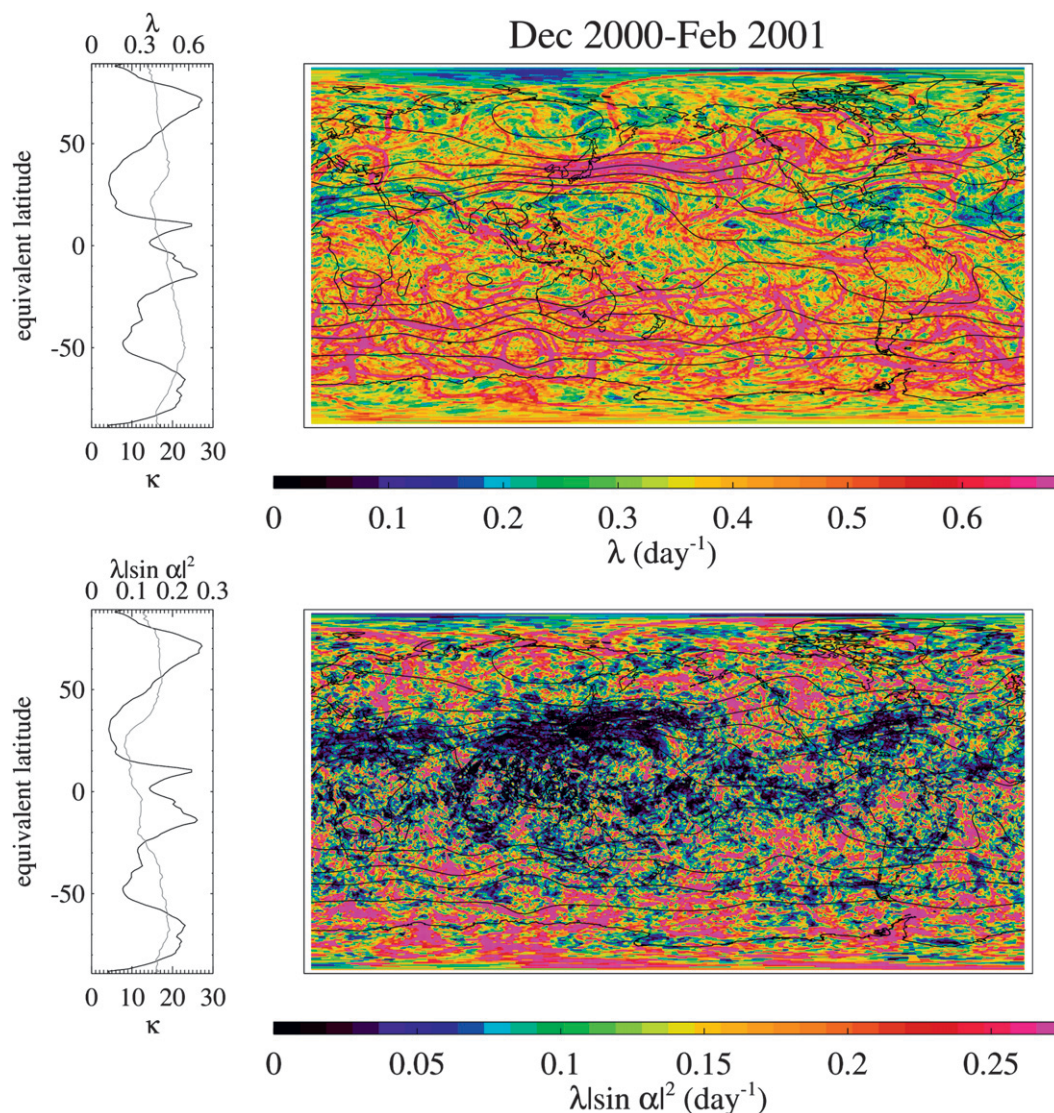 Dec 2000-Feb 2001
λ
0 0.3 0.6
equivalent latitude
50
0
-50
0 10 20 30
κ
0 0.1 0.2 0.3 0.4 0.5 0.6
λ (day⁻¹)
λ|sin α|²
0 0.1 0.2 0.3
equivalent latitude
50
0
-50
0 10 20 30
κ
0 0.05 0.1 0.15 0.2 0.25
λ|sin α|² (day⁻¹)